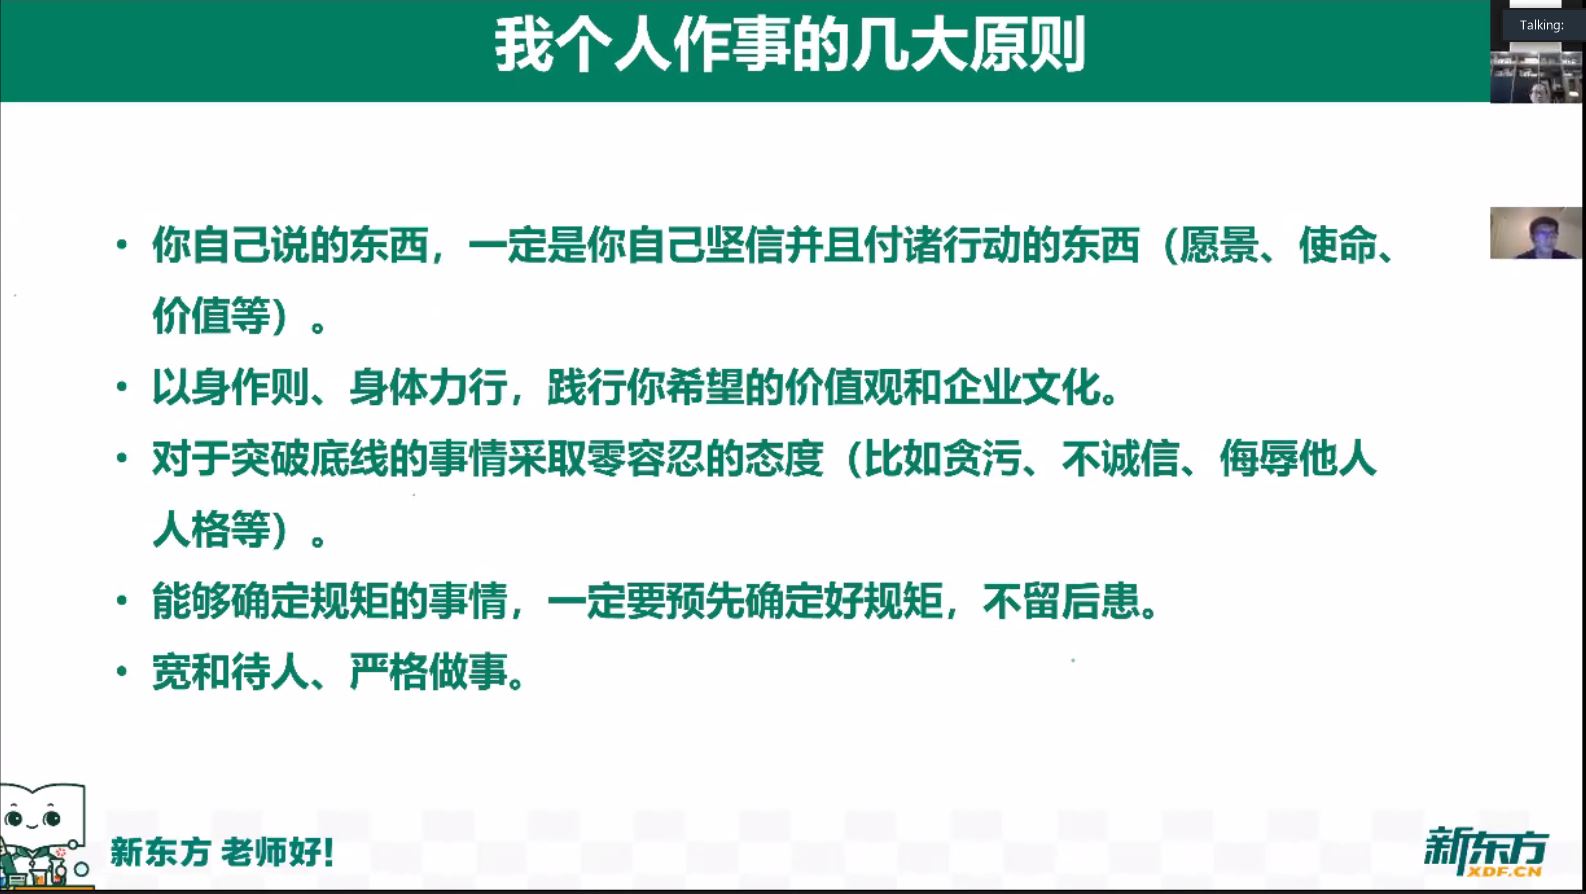 我个人作事的几大原则
Talking:
• 你自己说的东西，一定是你自己坚信并且付诸行动的东西（愿景、使命、
价值等）。
• 以身作则、身体力行，践行你希望的价值观和企业文化。
• 对于突破底线的事情采取零容忍的态度（比如贪污、不诚信、侮辱他人
人格等）。
• 能够确定规矩的事情，一定要预先确定好规矩，不留后患。
• 宽和待人、严格做事。
新东方 老师好!
新东方
XDF.CN